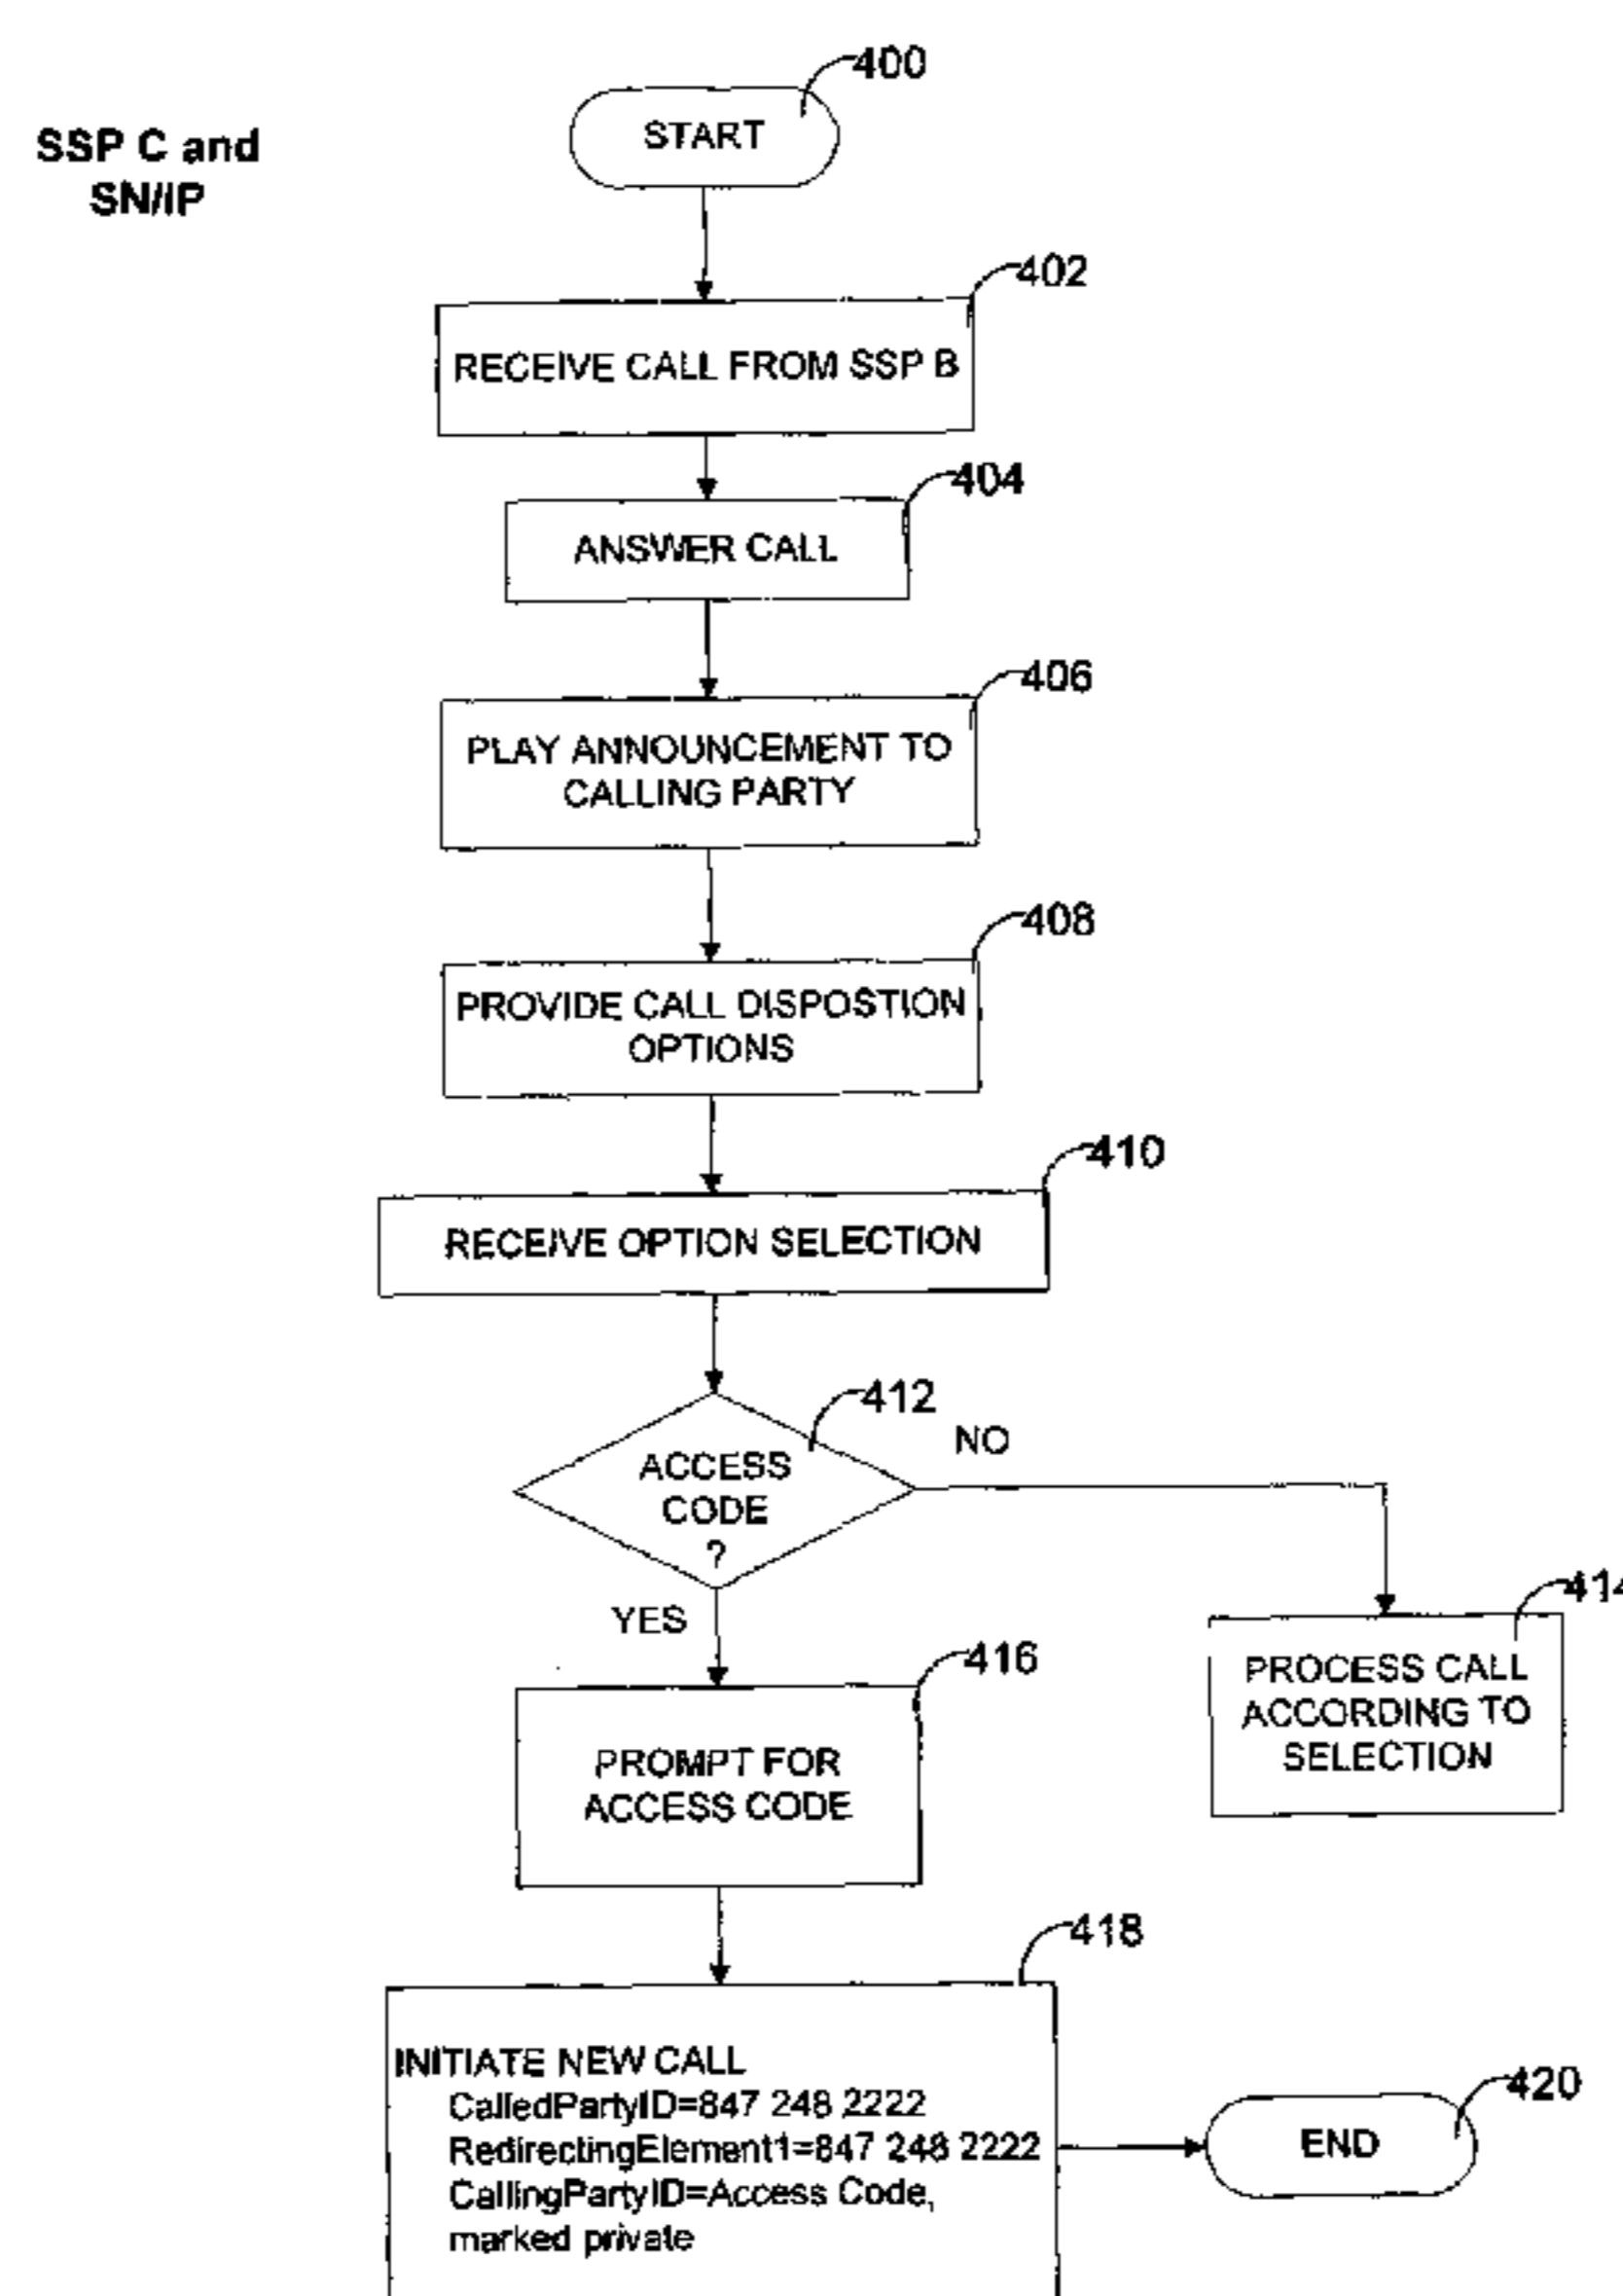 400
START
SSP C and
SN/IP
402
RECEIVE CALL FROM SSP B
404
ANSWER CALL
406
PLAY ANNOUNCEMENT TO
CALLING PARTY
408
PROVIDE CALL DISPOSTION
OPTIONS
410
RECEIVE OPTION SELECTION
412
ACCESS
CODE
?
NO
YES
414
PROCESS CALL
ACCORDING TO
SELECTION
416
PROMPT FOR
ACCESS CODE
418
INITIATE NEW CALL
CalledPartyID=847 248 2222
RedirectingElement1=847 248 2222
CallingPartyID=Access Code,
marked private
420
END